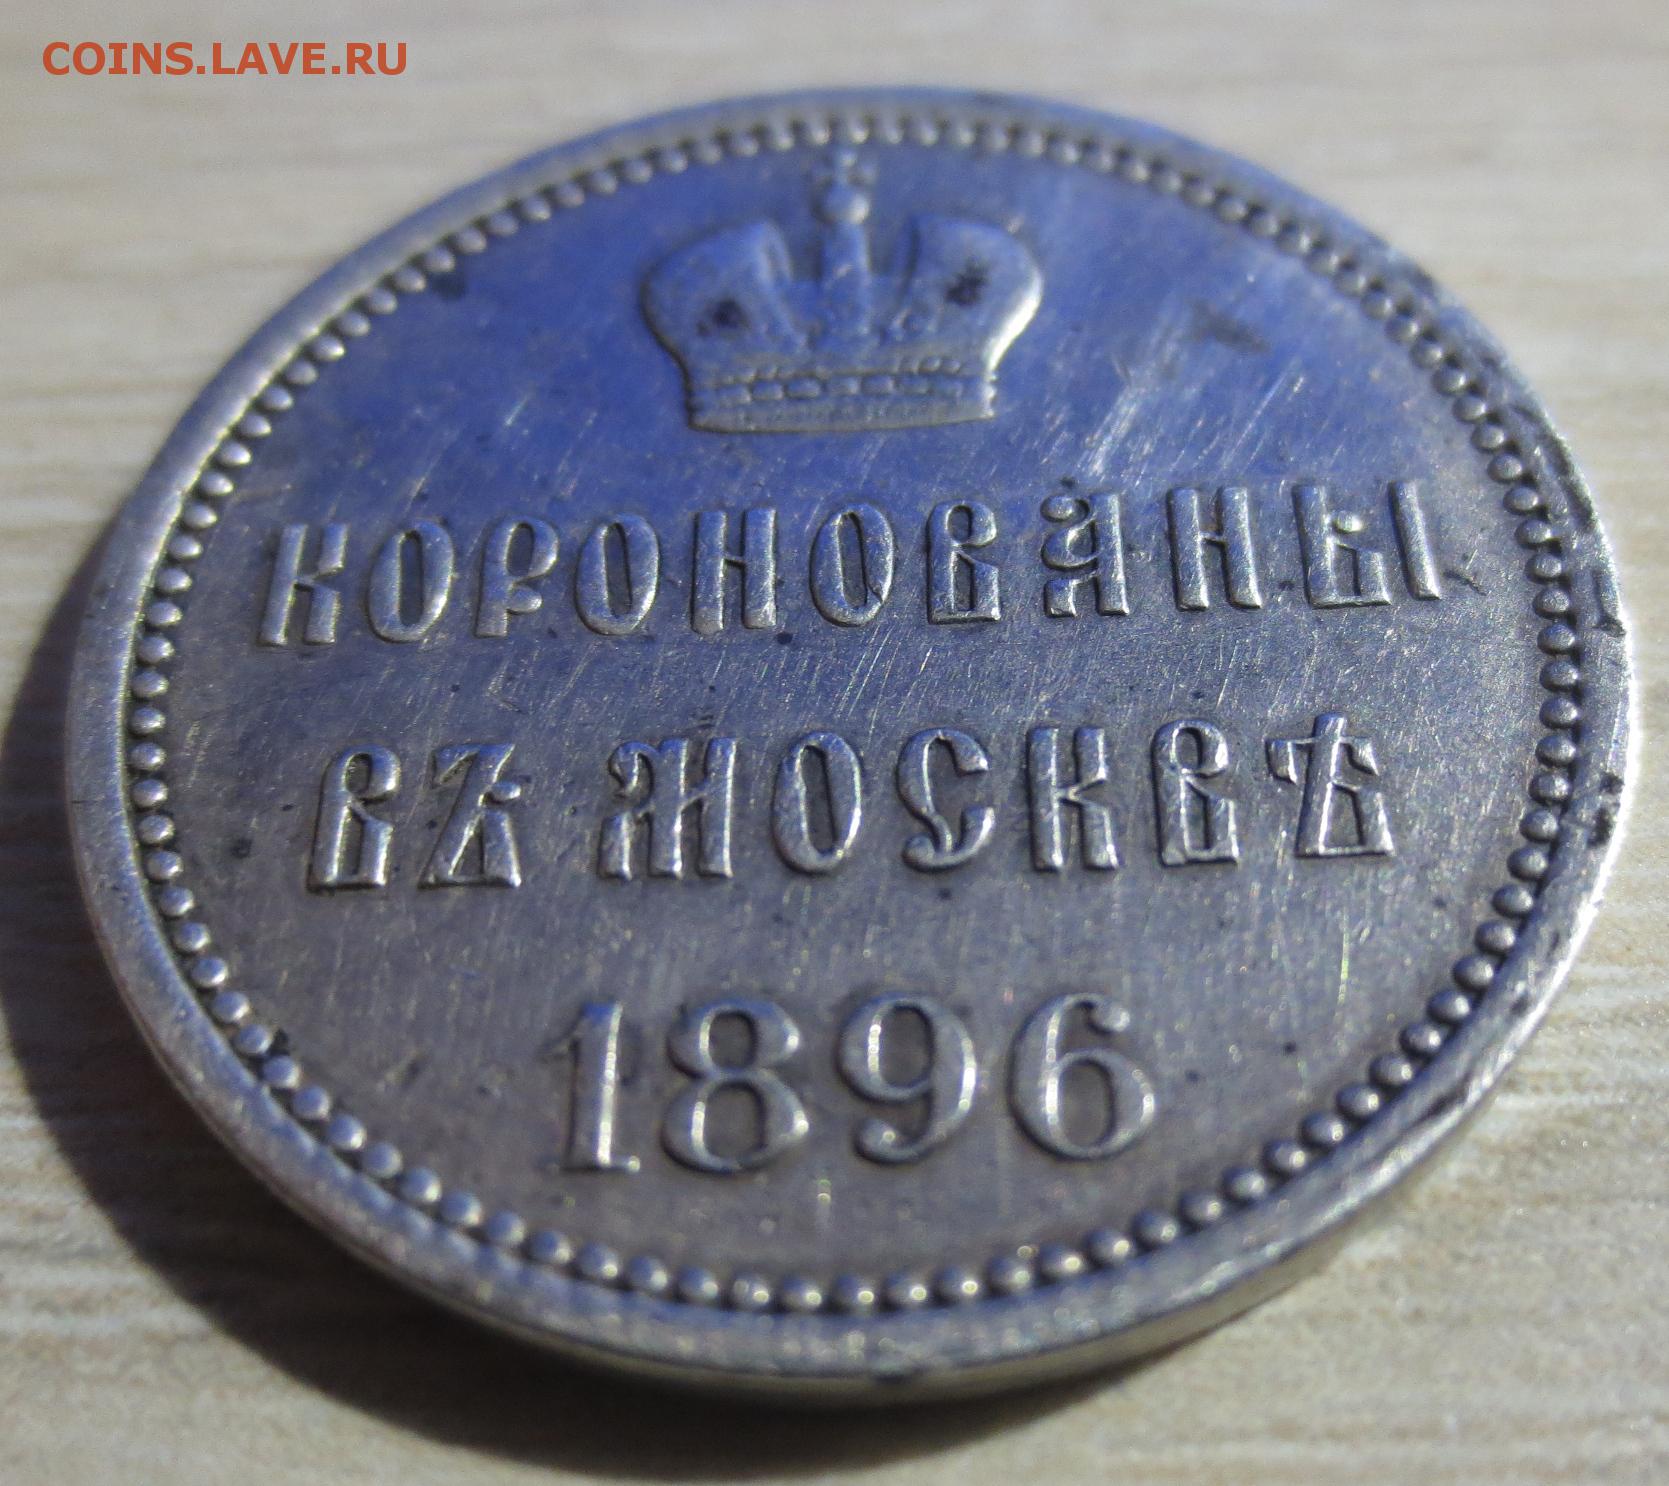 COINS.LAVE.RU
КОРОНОВАНЫ
ВЪ МОСКВѢ
1896